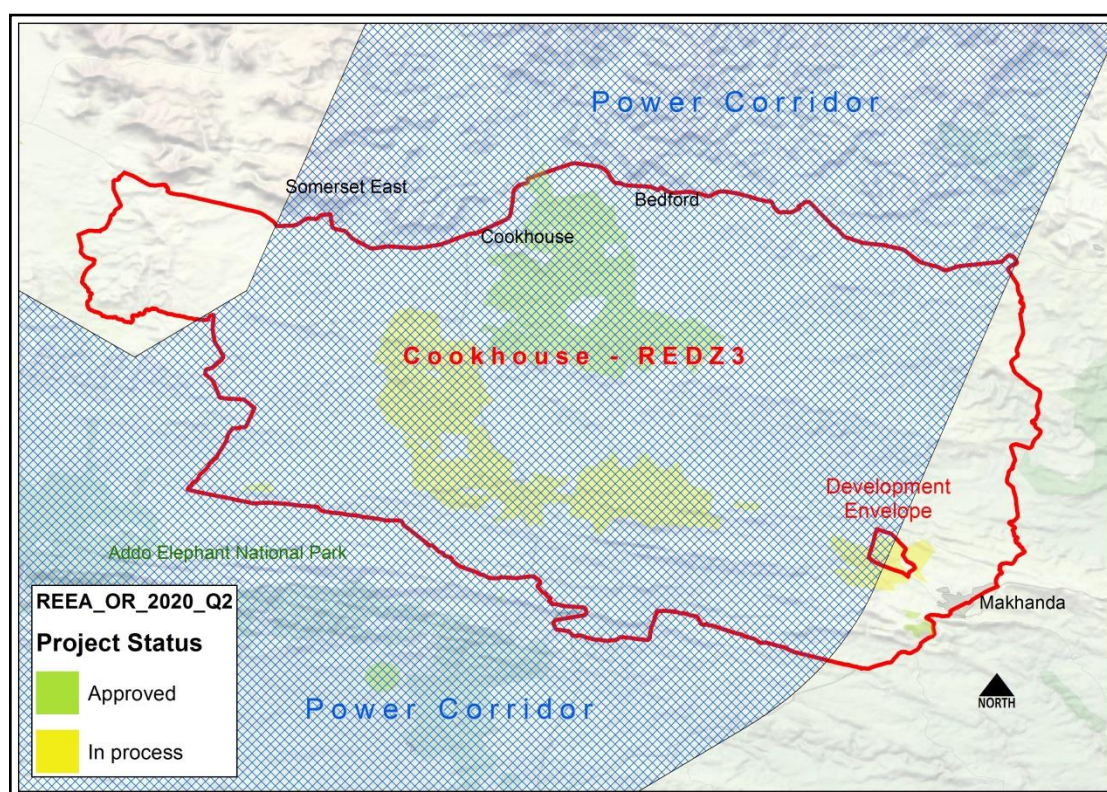 Power Corridor
Somerset East
Bedford
Cookhouse
Cookhouse - REDZ3
Development
Envelope
Addo Elephant National Park
Makhanda
REEA_OR_2020_Q2
Project Status
Approved
In process
Power Corridor
NORTH